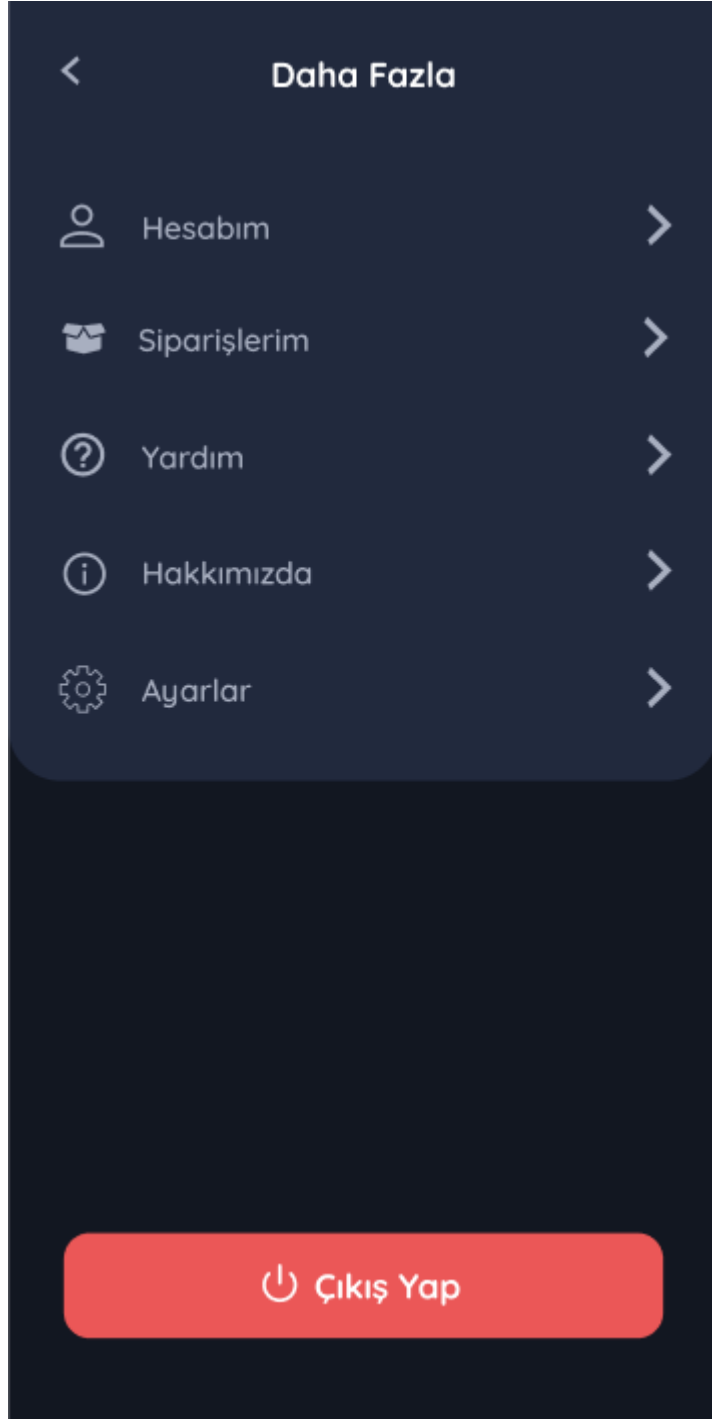 Daha Fazla
Hesabım
Siparişlerim
Yardım
Hakkımızda
Ayarlar
Çıkış Yap